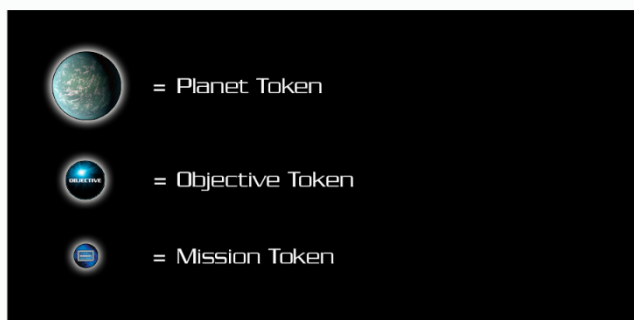 = Planet Token
OBJECTIVE
= Objective Token
= Mission Token